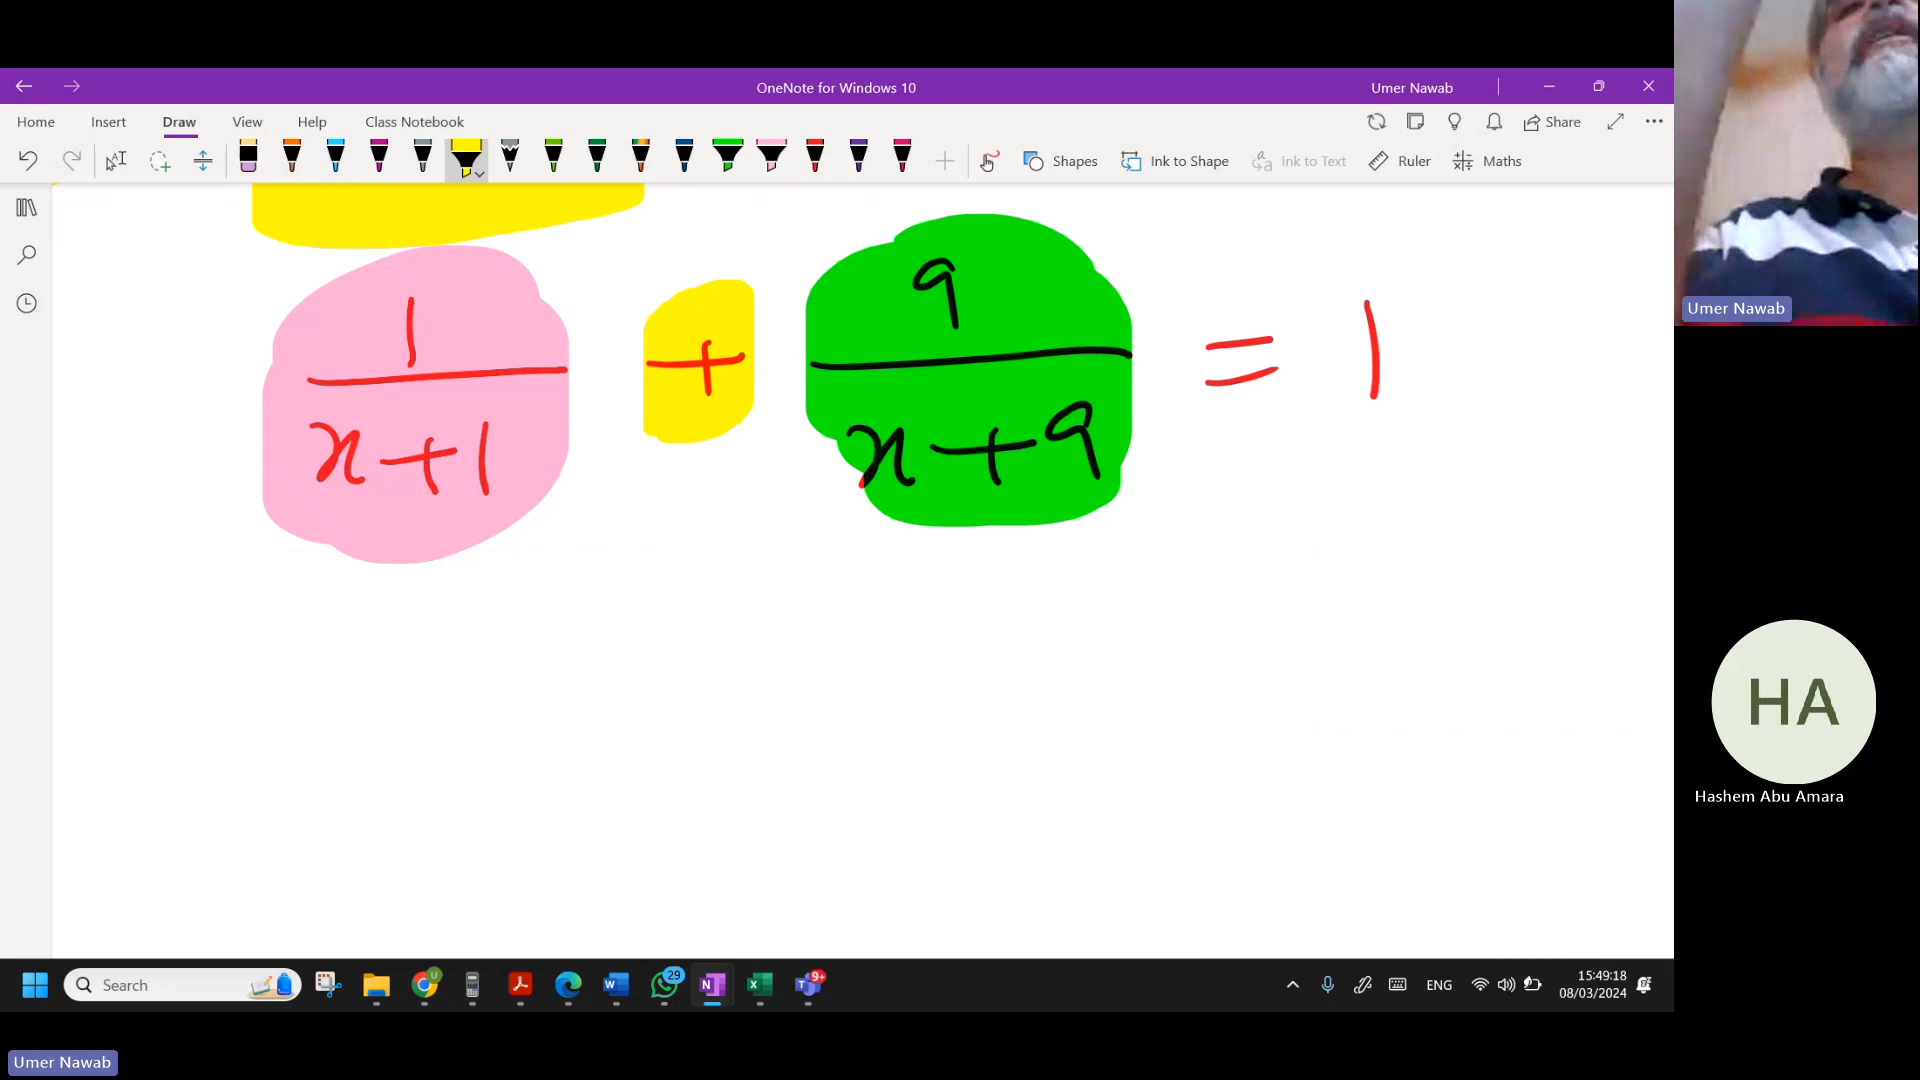 OneNote for Windows 10
Umer Nawab
Home Insert Draw View Help Class Notebook
Share
Shapes Ink to Shape Ink to Text Ruler Maths
1/(x+1) + 9/(x+9) = 1
Umer Nawab
HA
Hashem Abu Amara
Search
29
9+
ENG
15:49:18
08/03/2024
Umer Nawab